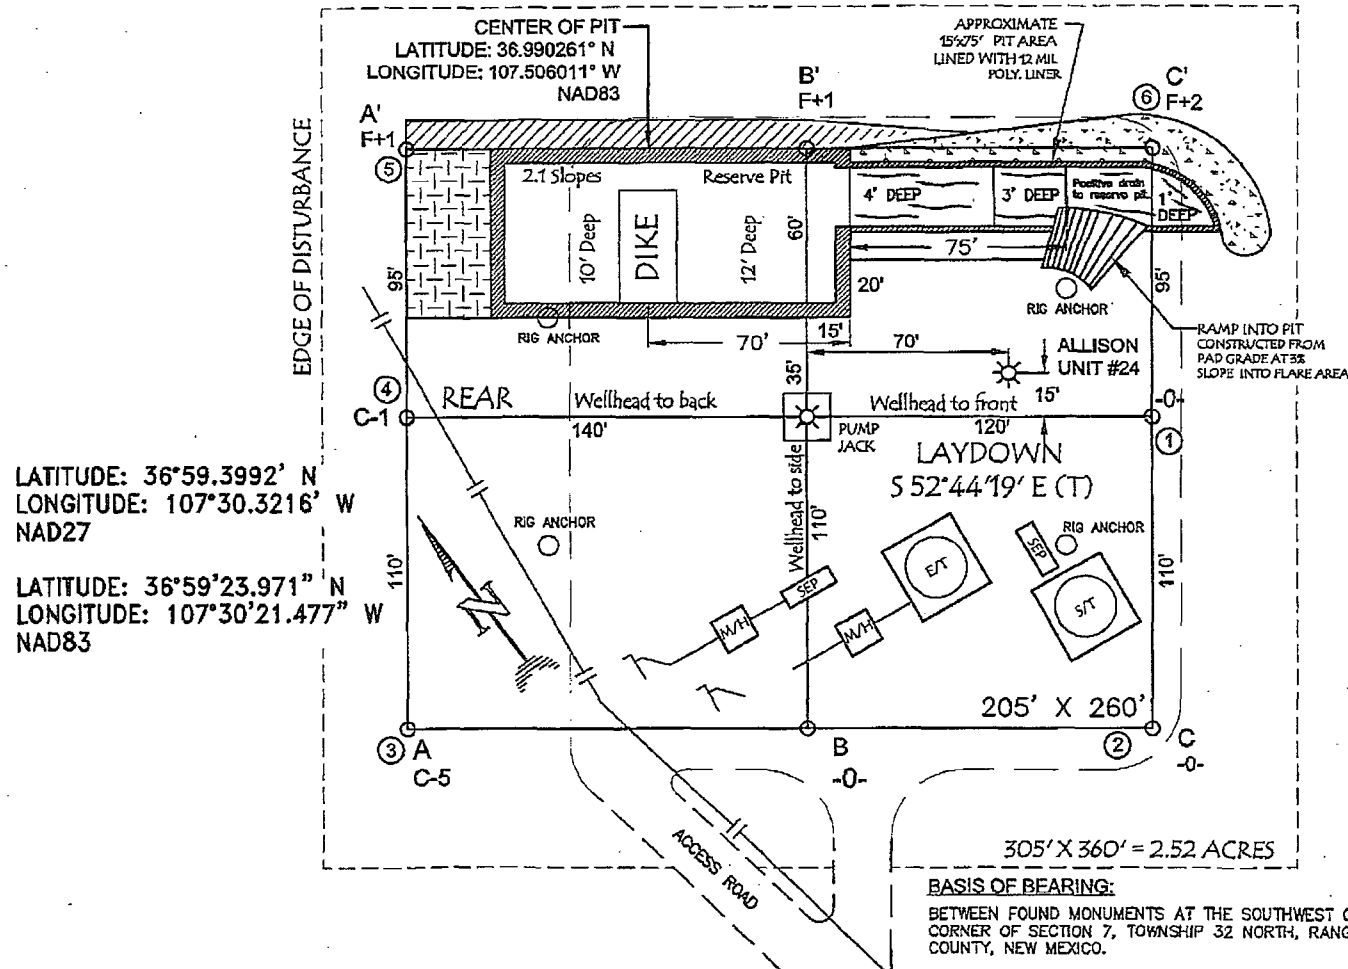 CENTER OF PIT
LATITUDE: 36.990261° N
LONGITUDE: 107.506011° W
NAD83
APPROXIMATE
15'x75' PIT AREA
LINED WITH 12 MIL
POLY. LINER
A'
F+1
B'
F+1
C'
6 F+2
5
EDGE OF DISTURBANCE
2:1 Slopes
Reserve Pit
4' DEEP
3' DEEP
Positive drain
to reserve pit.
1'
DEEP
10' Deep
DIKE
12' Deep
60'
75'
95'
20'
95'
RIG ANCHOR
RIG ANCHOR
15'
70'
70'
RAMP INTO PIT
CONSTRUCTED FROM
PAD GRADE AT 3%
SLOPE INTO FLARE AREA
ALLISON
UNIT #24
35'
15'
4
C-1
REAR
Wellhead to back
140'
Wellhead to front
120'
-0-
1
PUMP
JACK
LAYDOWN
S 52°44'19" E (T)
LATITUDE: 36°59.3992' N
LONGITUDE: 107°30.3216' W
NAD27
LATITUDE: 36°59'23.971" N
LONGITUDE: 107°30'21.477" W
NAD83
Wellhead to side
110'
110'
110'
RIG ANCHOR
RIG ANCHOR
N
SEP
E/T
SEP
S/T
M/H
M/H
205' X 260'
3 A
C-5
B
-0-
2
C
-0-
ACCESS ROAD
305' X 360' = 2.52 ACRES
BASIS OF BEARING:
BETWEEN FOUND MONUMENTS AT THE SOUTHWEST
CORNER OF SECTION 7, TOWNSHIP 32 NORTH, RANG
COUNTY, NEW MEXICO.